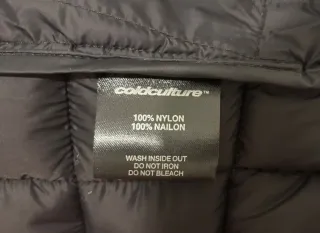 coldculture™
100% NYLON
100% NAILON
WASH INSIDE OUT
DO NOT IRON
DO NOT BLEACH